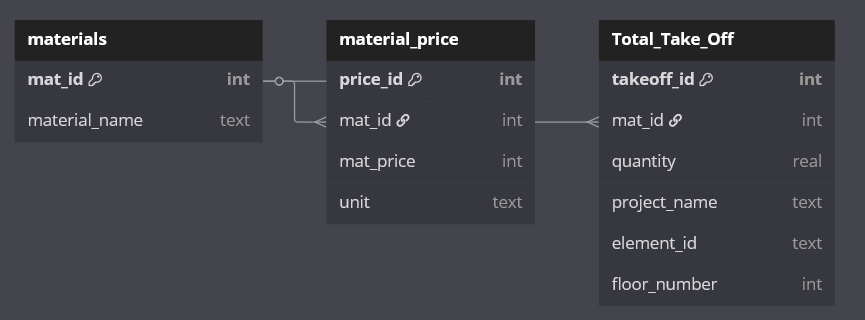 materials
mat_id int
material_name text
material_price
price_id int
mat_id int
mat_price int
unit text
Total_Take_Off
takeoff_id int
mat_id int
quantity real
project_name text
element_id text
floor_number int